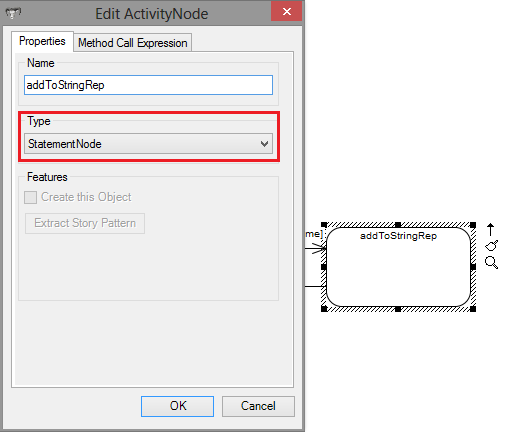 Edit ActivityNode
Properties
Method Call Expression
Name
addToStringRep
Type
StatementNode
Features
Create this Object
Extract Story Pattern
OK
Cancel
me]
addToStringRep